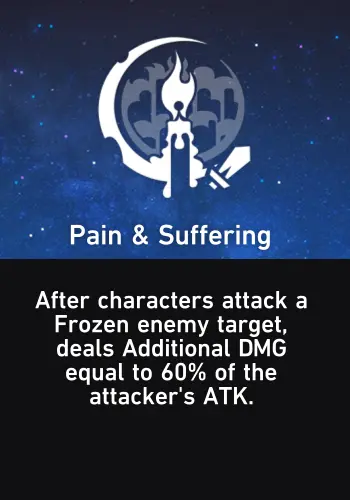 Pain & Suffering
After characters attack a
Frozen enemy target,
deals Additional DMG
equal to 60% of the
attacker's ATK.